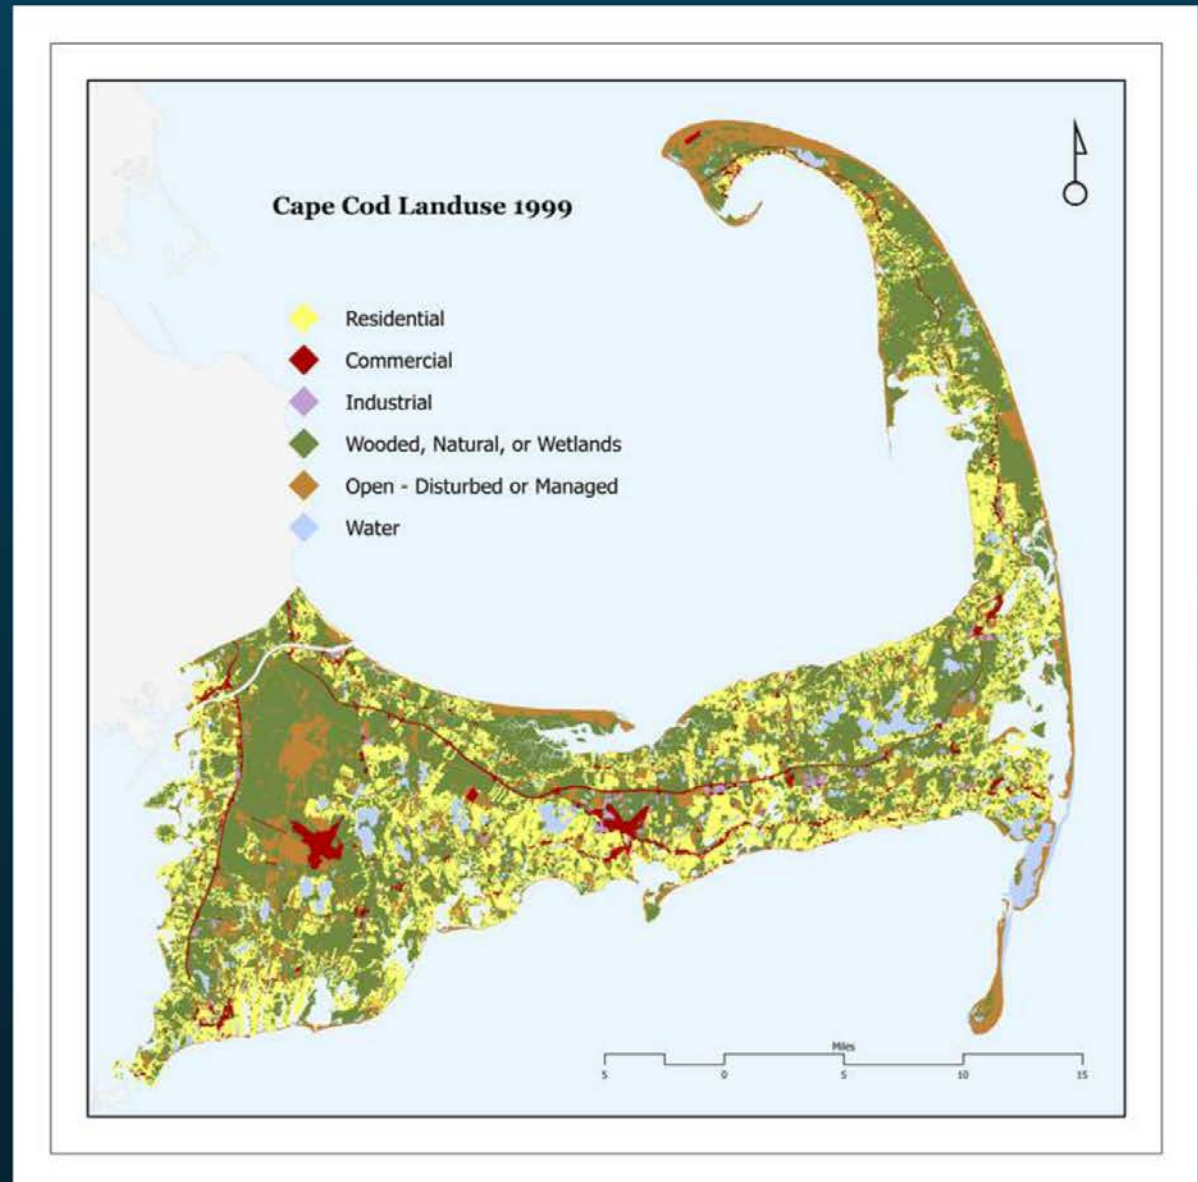 Cape Cod Landuse 1999
Residential
Commercial
Industrial
Wooded, Natural, or Wetlands
Open - Disturbed or Managed
Water
Miles
5 0 5 10 15